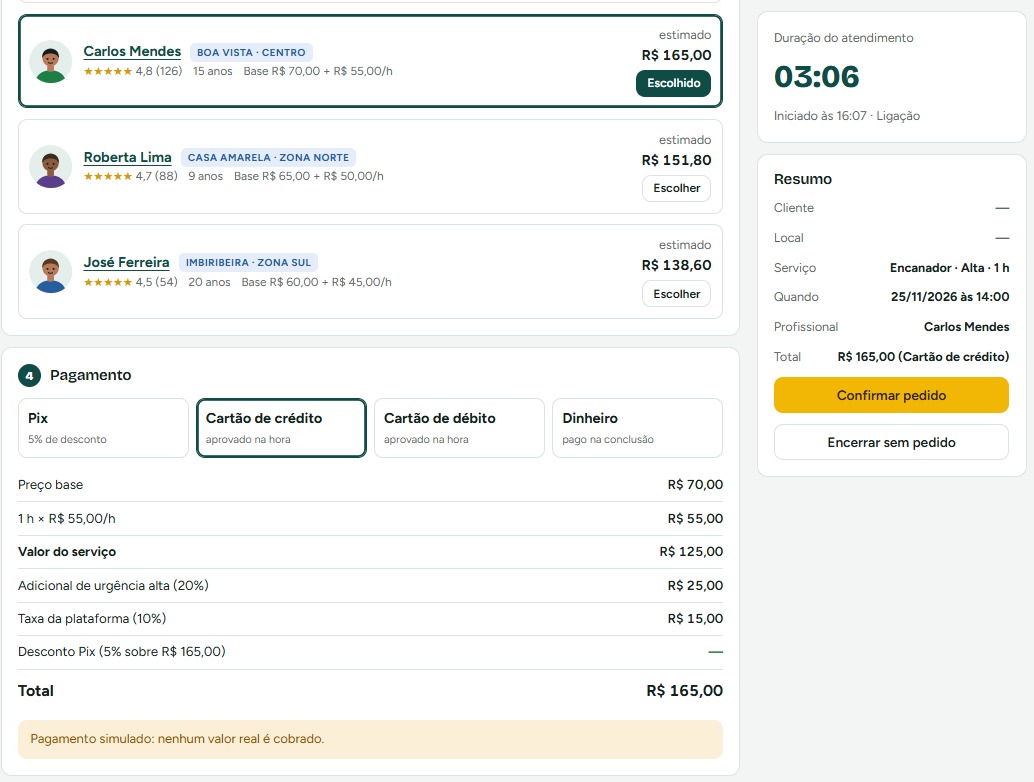 Carlos Mendes BOA VISTA · CENTRO
★★★★★ 4,8 (126) 15 anos Base R$ 70,00 + R$ 55,00/h
estimado
R$ 165,00
Escolhido
Roberta Lima CASA AMARELA · ZONA NORTE
★★★★★ 4,7 (88) 9 anos Base R$ 65,00 + R$ 50,00/h
estimado
R$ 151,80
Escolher
José Ferreira IMBIRIBEIRA · ZONA SUL
★★★★★ 4,5 (54) 20 anos Base R$ 60,00 + R$ 45,00/h
estimado
R$ 138,60
Escolher
4 Pagamento
Pix
5% de desconto
Cartão de crédito
aprovado na hora
Cartão de débito
aprovado na hora
Dinheiro
pago na conclusão
Preço base R$ 70,00
1 h × R$ 55,00/h R$ 55,00
Valor do serviço R$ 125,00
Adicional de urgência alta (20%) R$ 25,00
Taxa da plataforma (10%) R$ 15,00
Desconto Pix (5% sobre R$ 165,00) —
Total R$ 165,00
Pagamento simulado: nenhum valor real é cobrado.
Duração do atendimento
03:06
Iniciado às 16:07 · Ligação
Resumo
Cliente —
Local —
Serviço Encanador · Alta · 1 h
Quando 25/11/2026 às 14:00
Profissional Carlos Mendes
Total R$ 165,00 (Cartão de crédito)
Confirmar pedido
Encerrar sem pedido